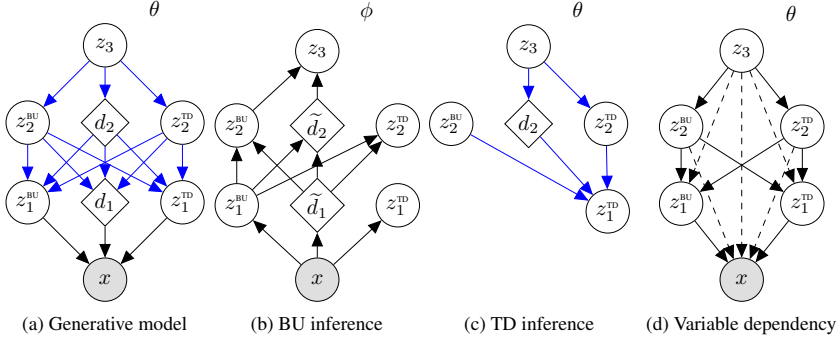 θ
ϕ
θ
θ
z₃
z₃
z₃
z₃
z₂ᴮᵁ
d₂
z₂ᵀᴰ
z₂ᴮᵁ
d̃₂
z₂ᵀᴰ
z₂ᴮᵁ
d₂
z₂ᵀᴰ
z₂ᴮᵁ
z₂ᵀᴰ
z₁ᴮᵁ
d₁
z₁ᵀᴰ
z₁ᴮᵁ
d̃₁
z₁ᵀᴰ
z₁ᵀᴰ
z₁ᴮᵁ
z₁ᵀᴰ
x
x
x
(a) Generative model
(b) BU inference
(c) TD inference
(d) Variable dependency